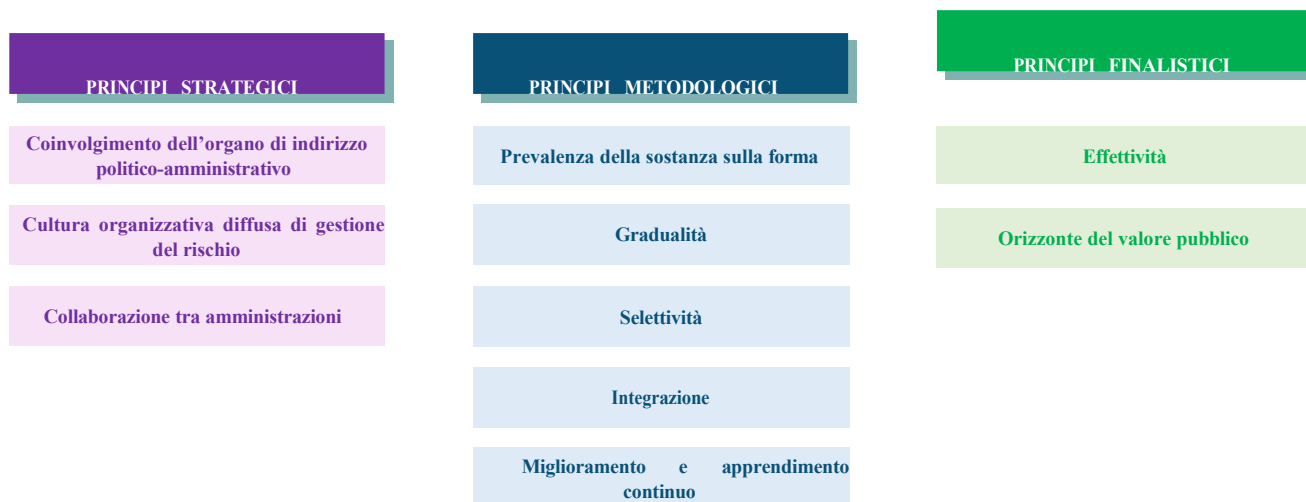 PRINCIPI STRATEGICI
Coinvolgimento dell’organo di indirizzo
politico-amministrativo
Cultura organizzativa diffusa di gestione
del rischio
Collaborazione tra amministrazioni
PRINCIPI METODOLOGICI
Prevalenza della sostanza sulla forma
Gradualità
Selettività
Integrazione
Miglioramento e apprendimento
continuo
PRINCIPI FINALISTICI
Effettività
Orizzonte del valore pubblico